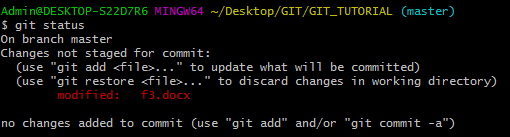 Admin@DESKTOP-S22D7R6 MINGW64 ~/Desktop/GIT/GIT_TUTORIAL (master)
$ git status
On branch master
Changes not staged for commit:
  (use "git add <file>..." to update what will be committed)
  (use "git restore <file>..." to discard changes in working directory)
        modified:   f3.docx

no changes added to commit (use "git add" and/or "git commit -a")